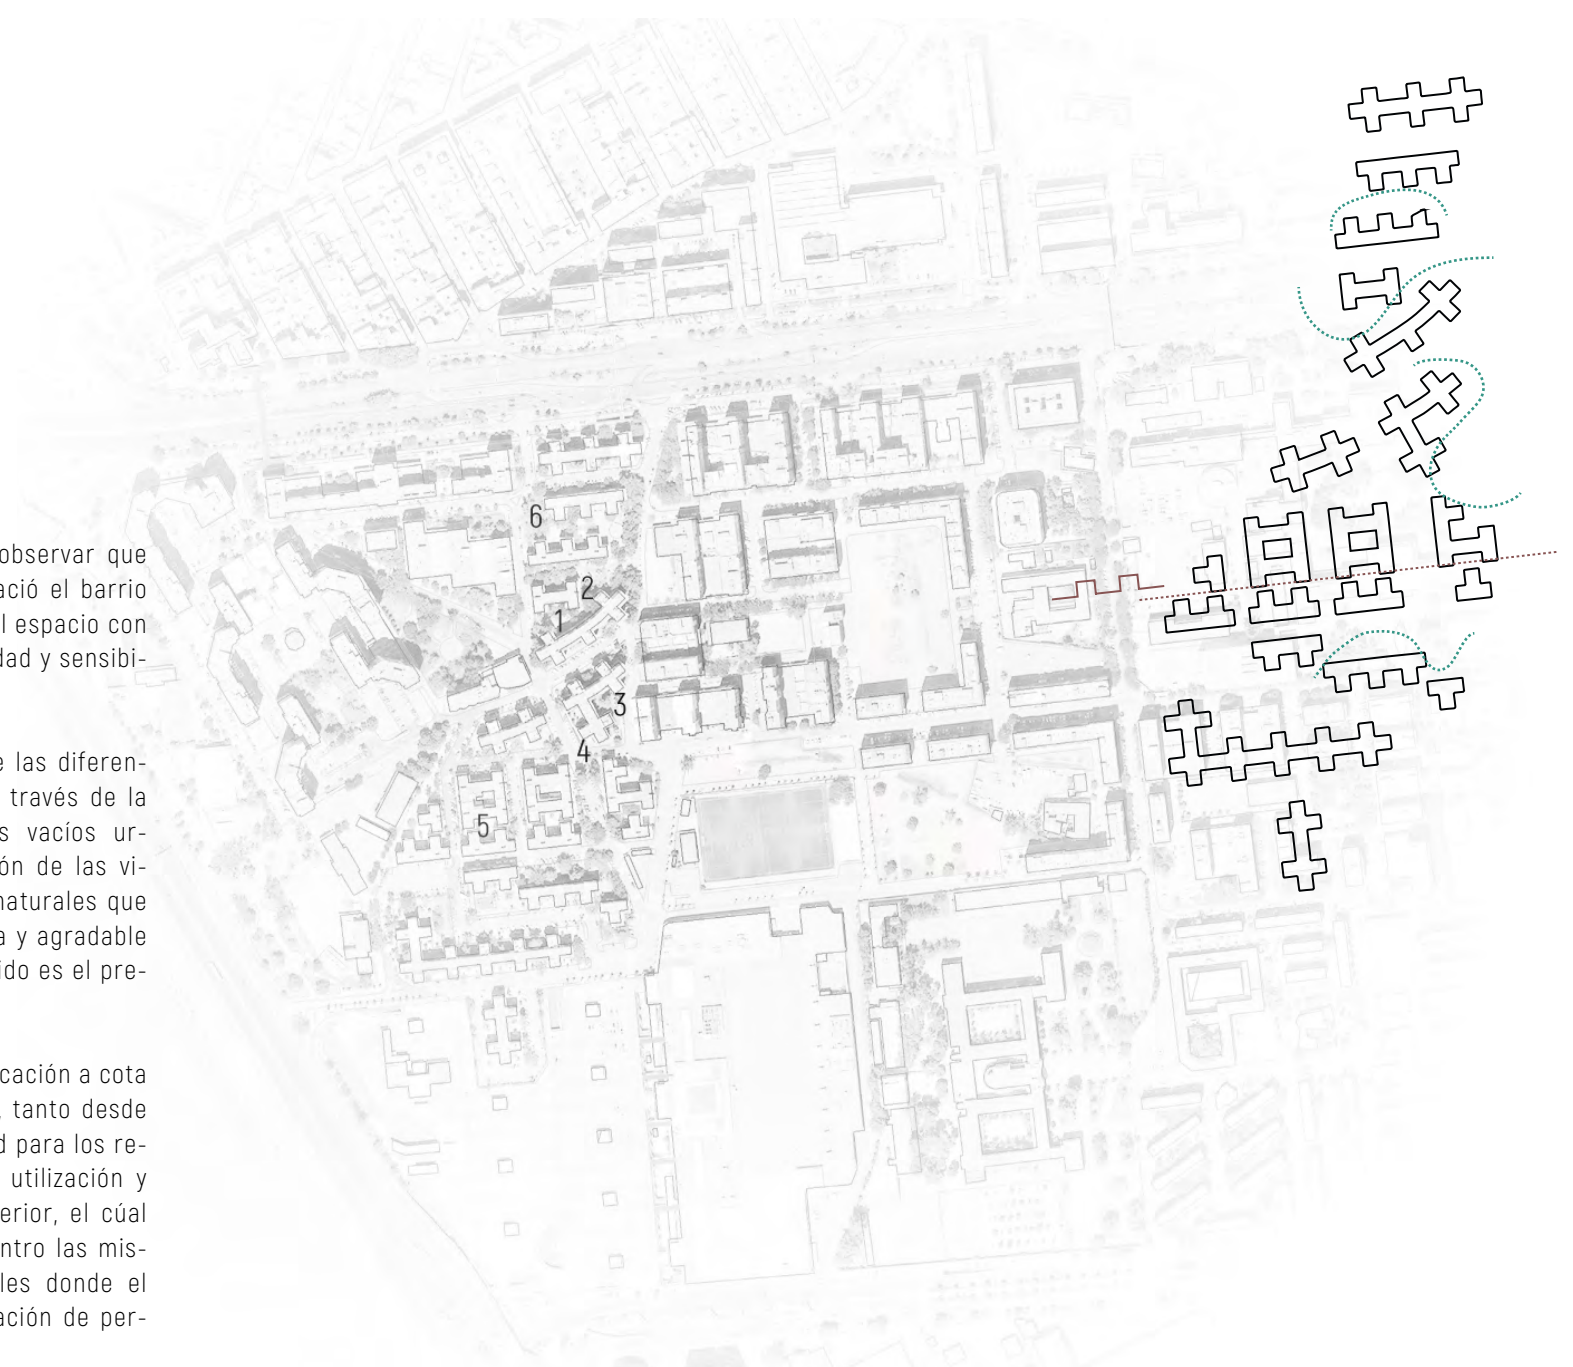 observar que
ació el barrio
l espacio con
dad y sensibi-
e las diferen-
través de la
s vacíos ur-
ón de las vi-
naturales que
a y agradable
ido es el pre-
cación a cota
, tanto desde
d para los re-
utilización y
erior, el cúal
ntro las mis-
les donde el
ación de per-
6
2
1
3
4
5